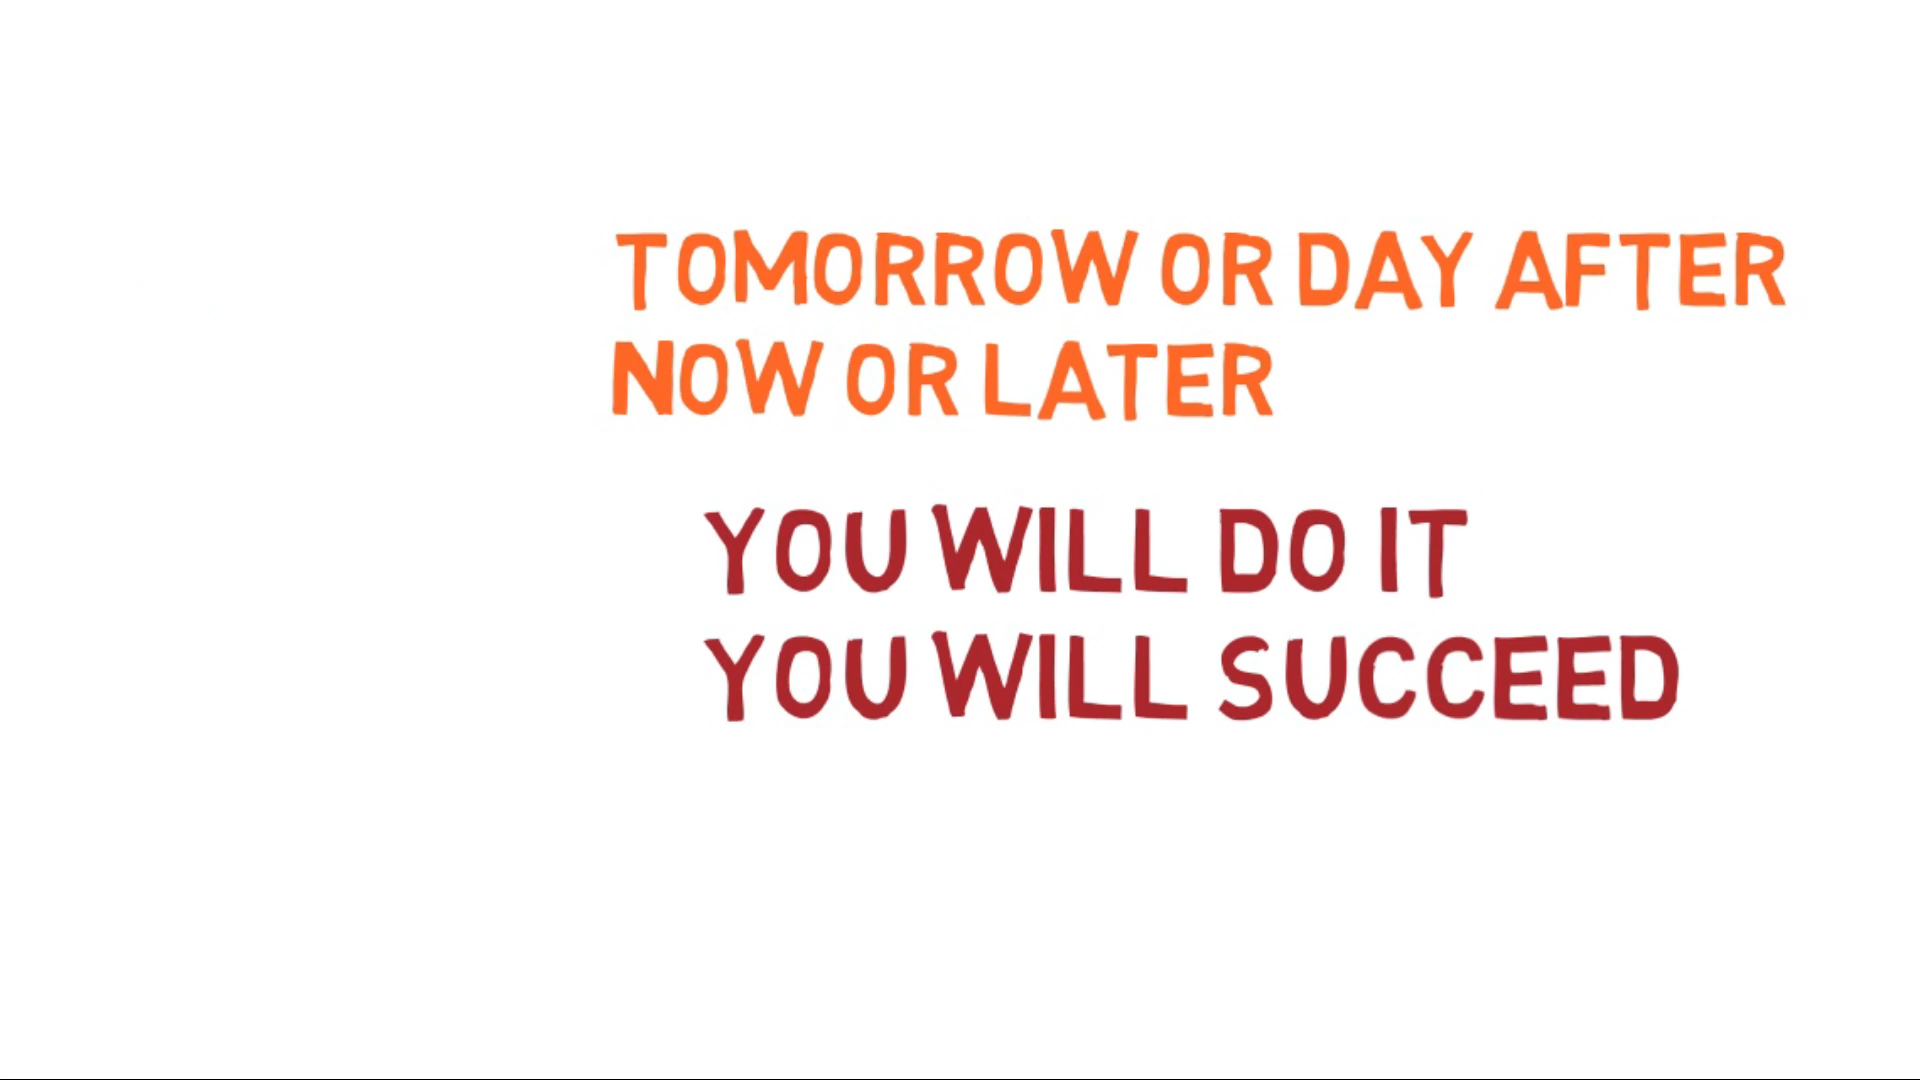 TOMORROW OR DAY AFTER
NOW OR LATER
YOU WILL DO IT
YOU WILL SUCCEED